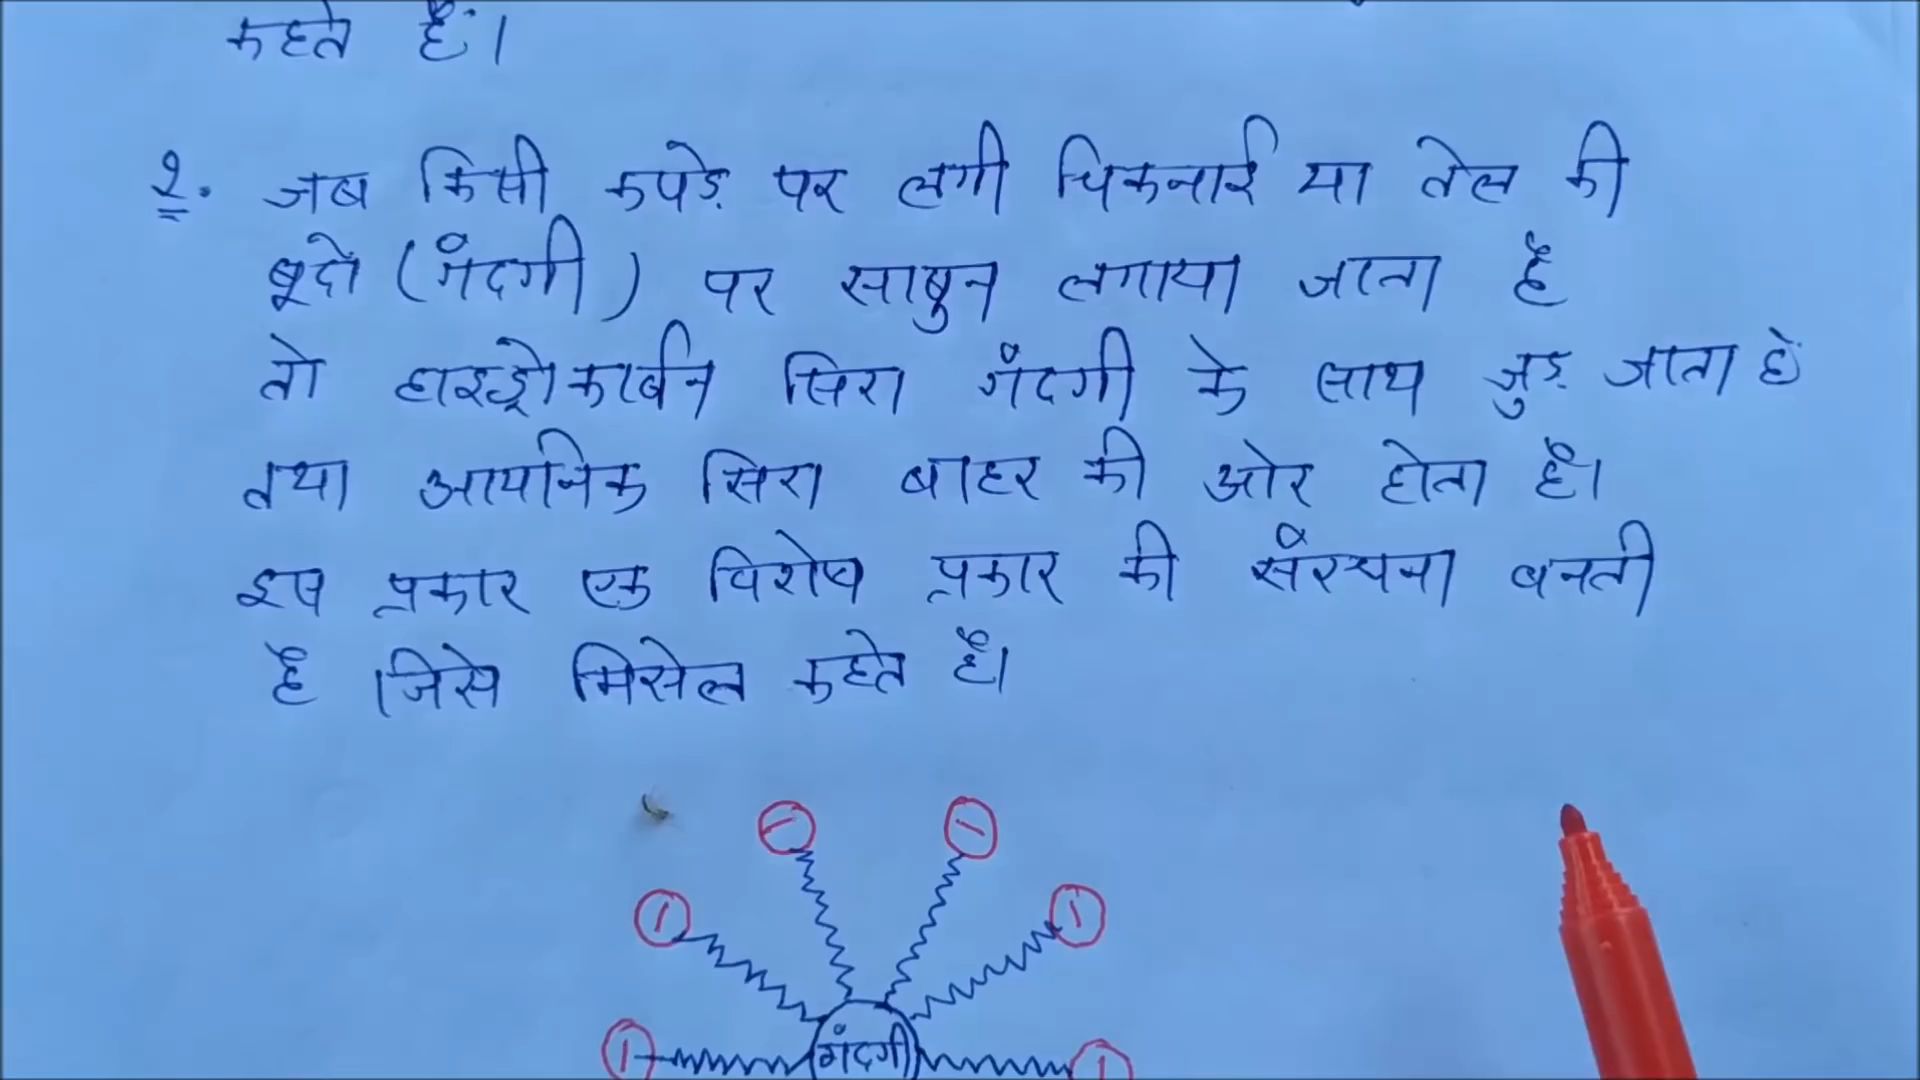 कहते हैं।
२. जब किसी कपड़े पर लगी चिकनाई या तेल की
बूदों (गंदगी) पर साबुन लगाया जाता है
तो हाइड्रोकार्बन सिरा गंदगी के साथ जुड़ जाता है
तथा आयनिक सिरा बाहर की ओर होता है।
इस प्रकार एक विशेष प्रकार की संरचना बनती
है जिसे मिसेल कहते है।
गंदगी